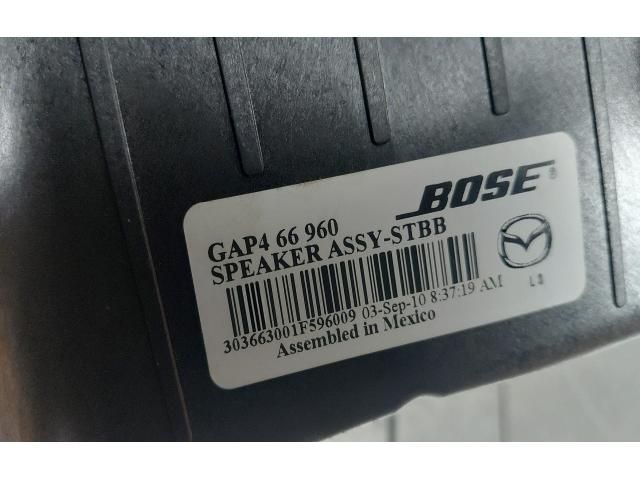 BOSE®
GAP4 66 960
SPEAKER ASSY-STBB
303663001F596009 03-Sep-10 8:37:19 AM
Assembled in Mexico